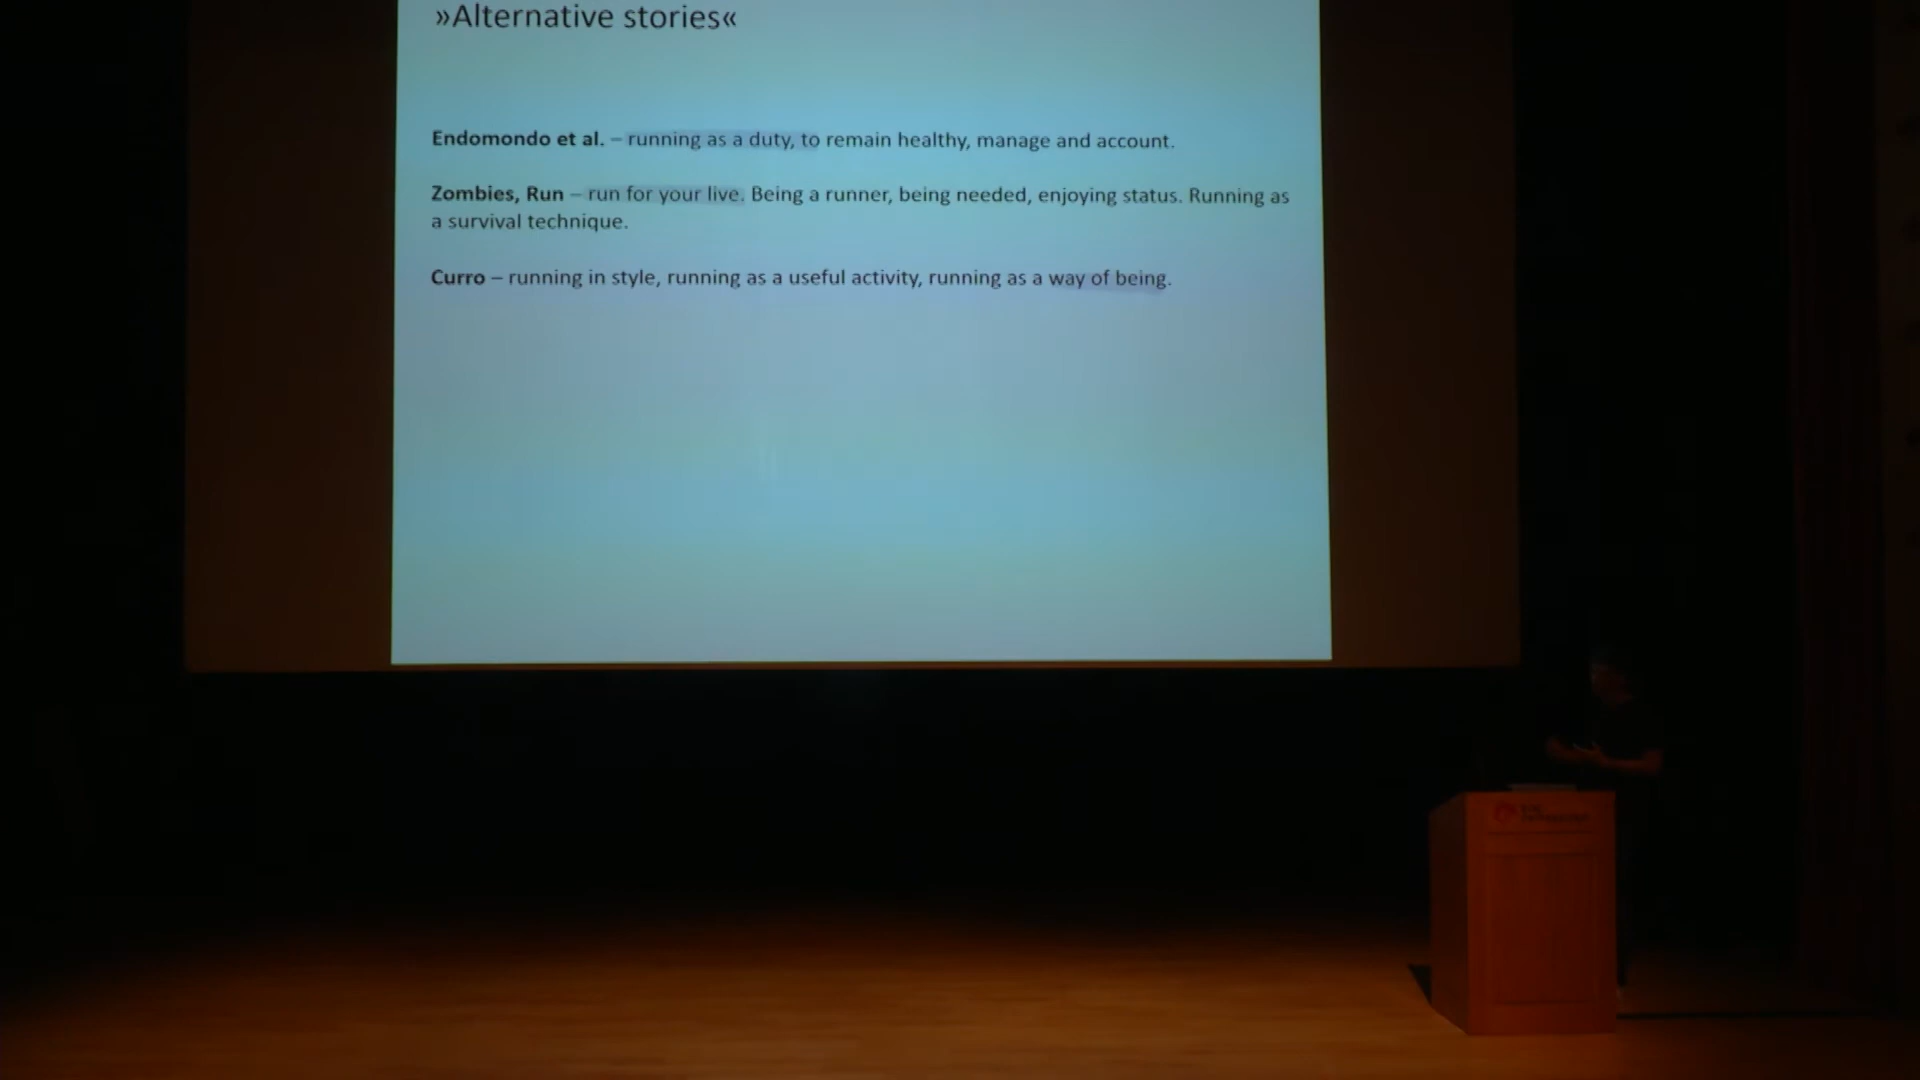 »Alternative stories«
Endomondo et al. – running as a duty, to remain healthy, manage and account.
Zombies, Run – run for your live. Being a runner, being needed, enjoying status. Running as
a survival technique.
Curro – running in style, running as a useful activity, running as a way of being.